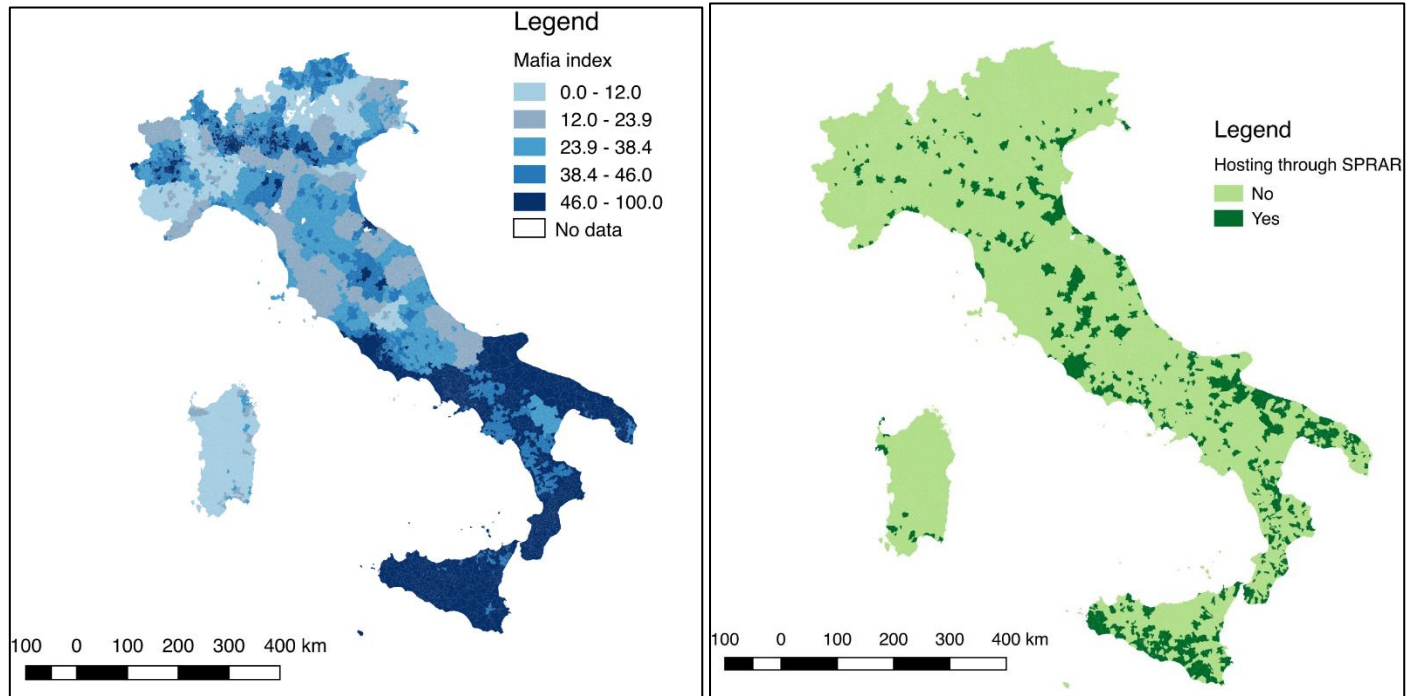 Legend
Mafia index
0.0 - 12.0
12.0 - 23.9
23.9 - 38.4
38.4 - 46.0
46.0 - 100.0
No data
100 0 100 200 300 400 km
Legend
Hosting through SPRAR
No
Yes
100 0 100 200 300 400 km